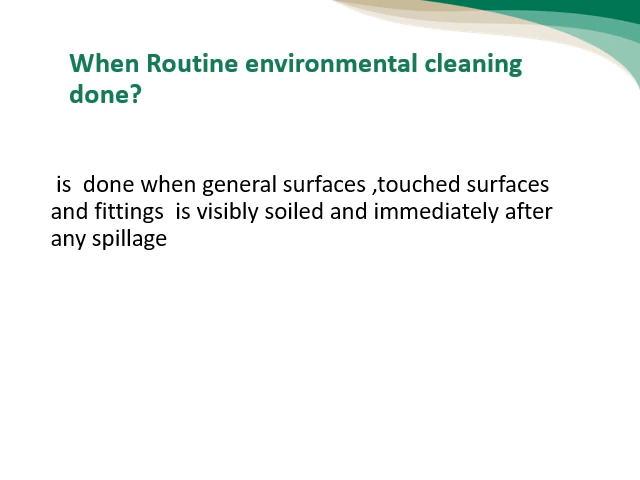 When Routine environmental cleaning
done?
is  done when general surfaces ,touched surfaces
and fittings  is visibly soiled and immediately after
any spillage